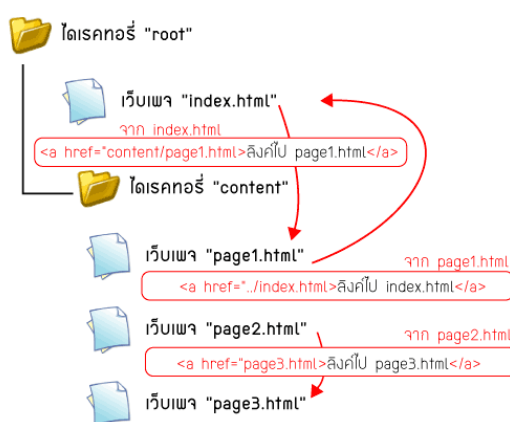 ไดเรคทอรี่ "root"
เว็บเพจ "index.html"
จาก index.html
<a href="content/page1.html>ลิงค์ไป page1.html</a>
ไดเรคทอรี่ "content"
เว็บเพจ "page1.html"
จาก page1.html
<a href="../index.html>ลิงค์ไป index.html</a>
เว็บเพจ "page2.html"
จาก page2.html
<a href="page3.html>ลิงค์ไป page3.html</a>
เว็บเพจ "page3.html"